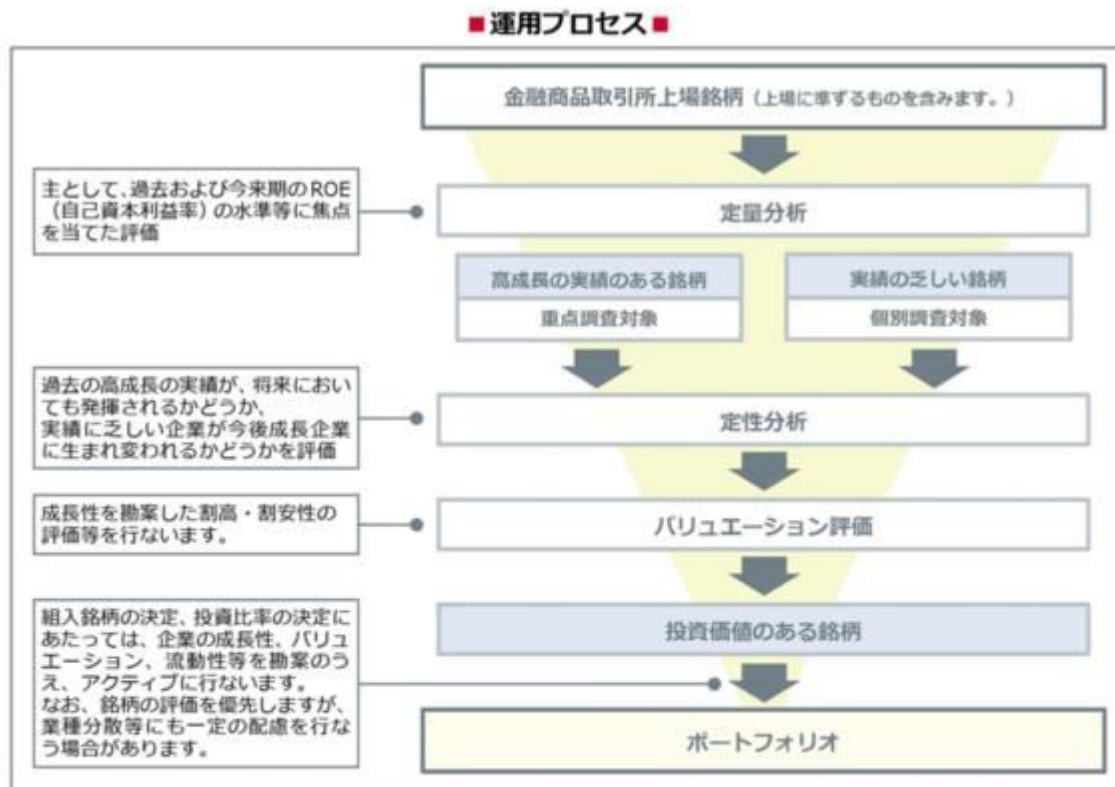 ■運用プロセス■
金融商品取引所上場銘柄（上場に準ずるものを含みます。）
主として、過去および今来期のROE
（自己資本利益率）の水準等に焦点
を当てた評価
定量分析
高成長の実績のある銘柄
重点調査対象
実績の乏しい銘柄
個別調査対象
過去の高成長の実績が、将来におい
ても発揮されるかどうか、
実績に乏しい企業が今後成長企業
に生まれ変われるかどうかを評価
定性分析
成長性を勘案した割高・割安性の
評価等を行ないます。
バリュエーション評価
投資価値のある銘柄
組入銘柄の決定、投資比率の決定に
あたっては、企業の成長性、バリュ
エーション、流動性等を勘案のう
え、アクティブに行ないます。
なお、銘柄の評価を優先しますが、
業種分散等にも一定の配慮を行な
う場合があります。
ポートフォリオ